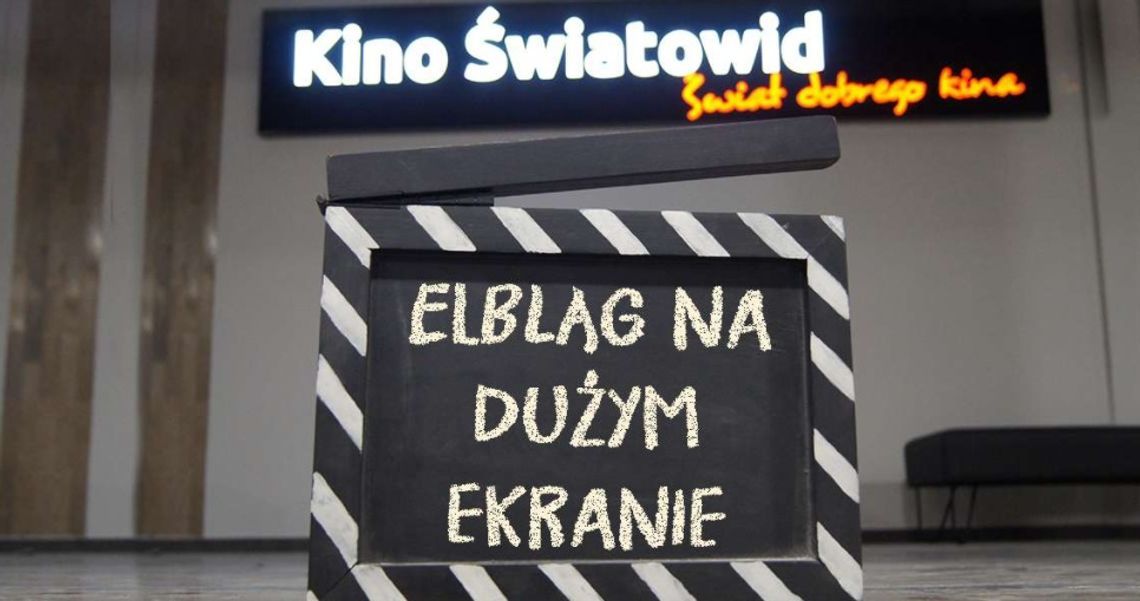 Kino Światowid
Świat dobrego kina
ELBLĄG NA
DUŻYM
EKRANIE